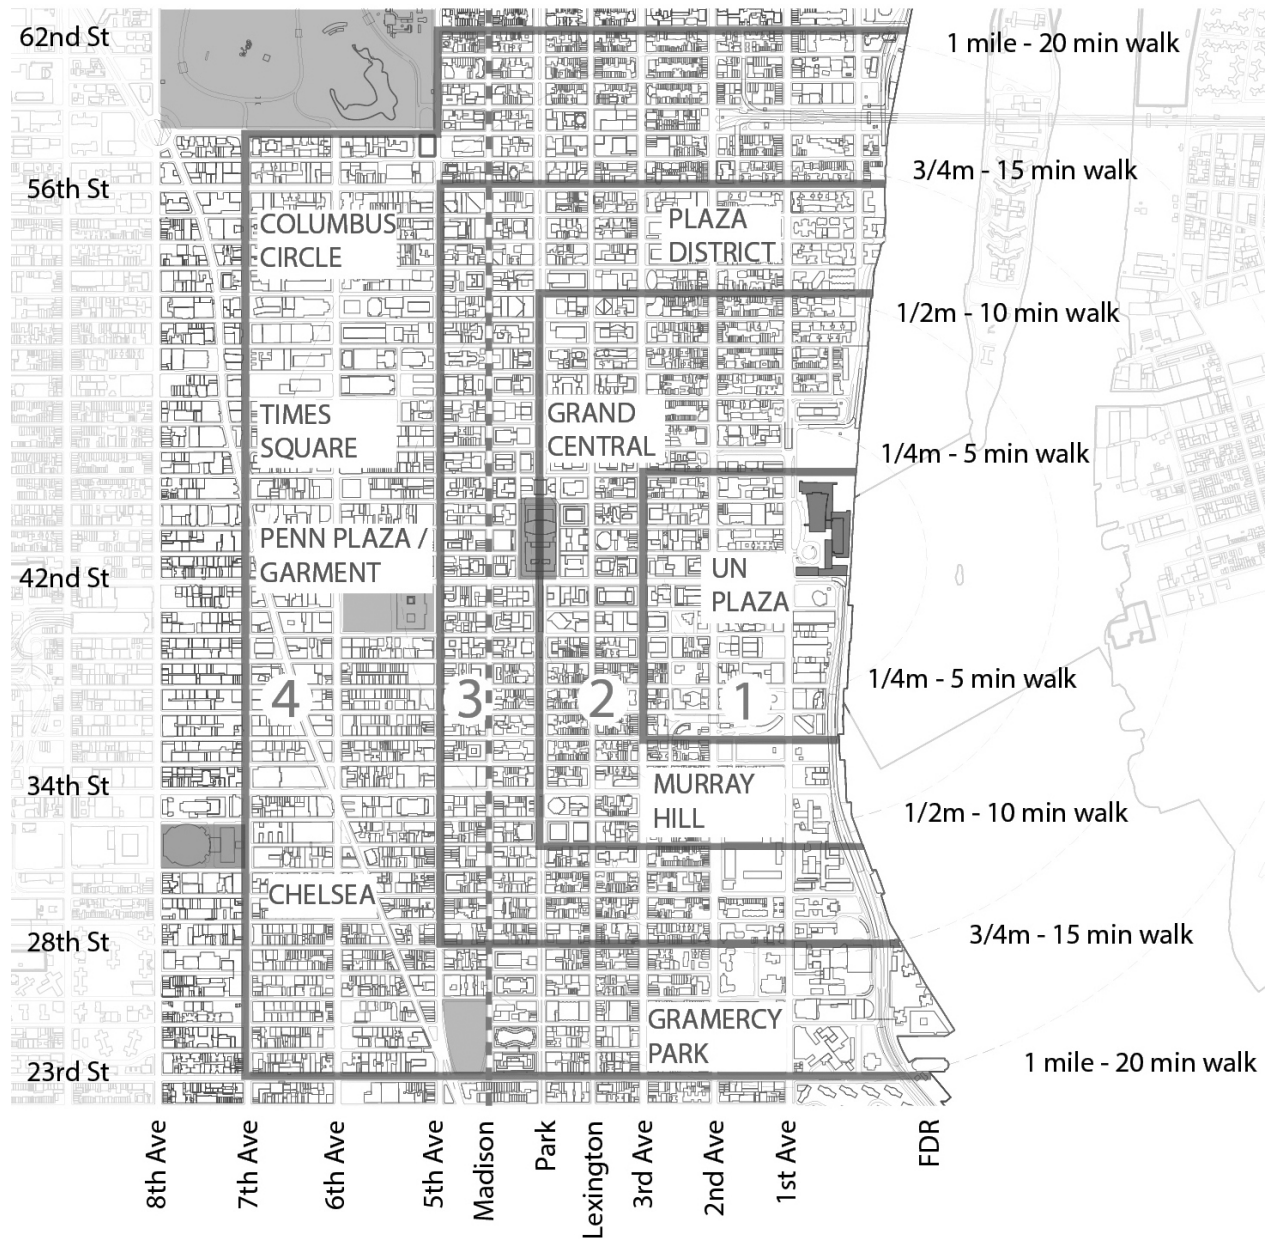 62nd St
1 mile - 20 min walk
3/4m - 15 min walk
56th St
COLUMBUS
CIRCLE
PLAZA
DISTRICT
1/2m - 10 min walk
TIMES
SQUARE
GRAND
CENTRAL
1/4m - 5 min walk
PENN PLAZA /
GARMENT
42nd St
UN
PLAZA
1/4m - 5 min walk
4
3
2
1
34th St
MURRAY
HILL
1/2m - 10 min walk
CHELSEA
28th St
3/4m - 15 min walk
GRAMERCY
PARK
23rd St
1 mile - 20 min walk
8th Ave
7th Ave
6th Ave
5th Ave
Madison
Park
Lexington
3rd Ave
2nd Ave
1st Ave
FDR